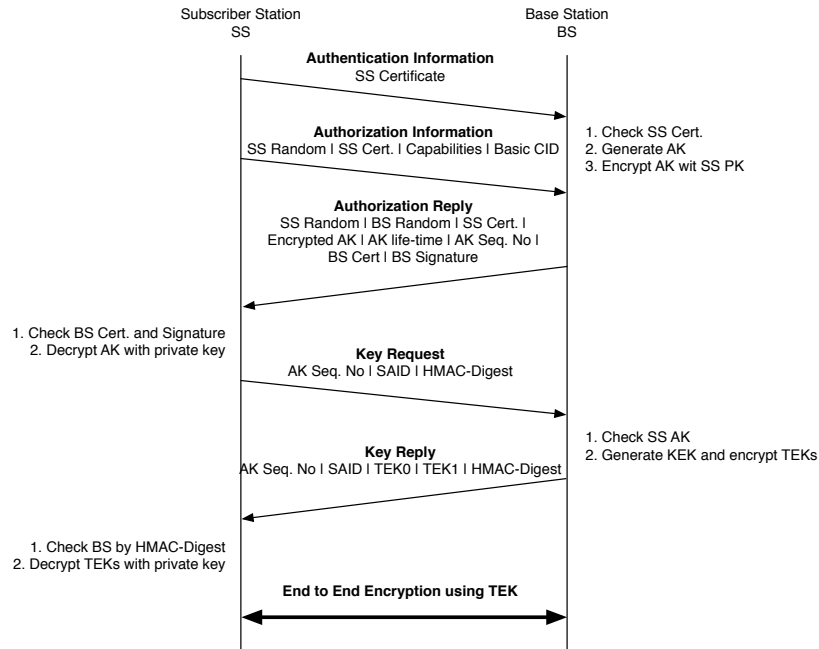 Subscriber Station
SS
Base Station
BS
Authentication Information
SS Certificate
Authorization Information
SS Random | SS Cert. | Capabilities | Basic CID
1. Check SS Cert.
2. Generate AK
3. Encrypt AK wit SS PK
Authorization Reply
SS Random | BS Random | SS Cert. |
Encrypted AK | AK life-time | AK Seq. No |
BS Cert | BS Signature
1. Check BS Cert. and Signature
2. Decrypt AK with private key
Key Request
AK Seq. No | SAID | HMAC-Digest
1. Check SS AK
2. Generate KEK and encrypt TEKs
Key Reply
AK Seq. No | SAID | TEK0 | TEK1 | HMAC-Digest
1. Check BS by HMAC-Digest
2. Decrypt TEKs with private key
End to End Encryption using TEK